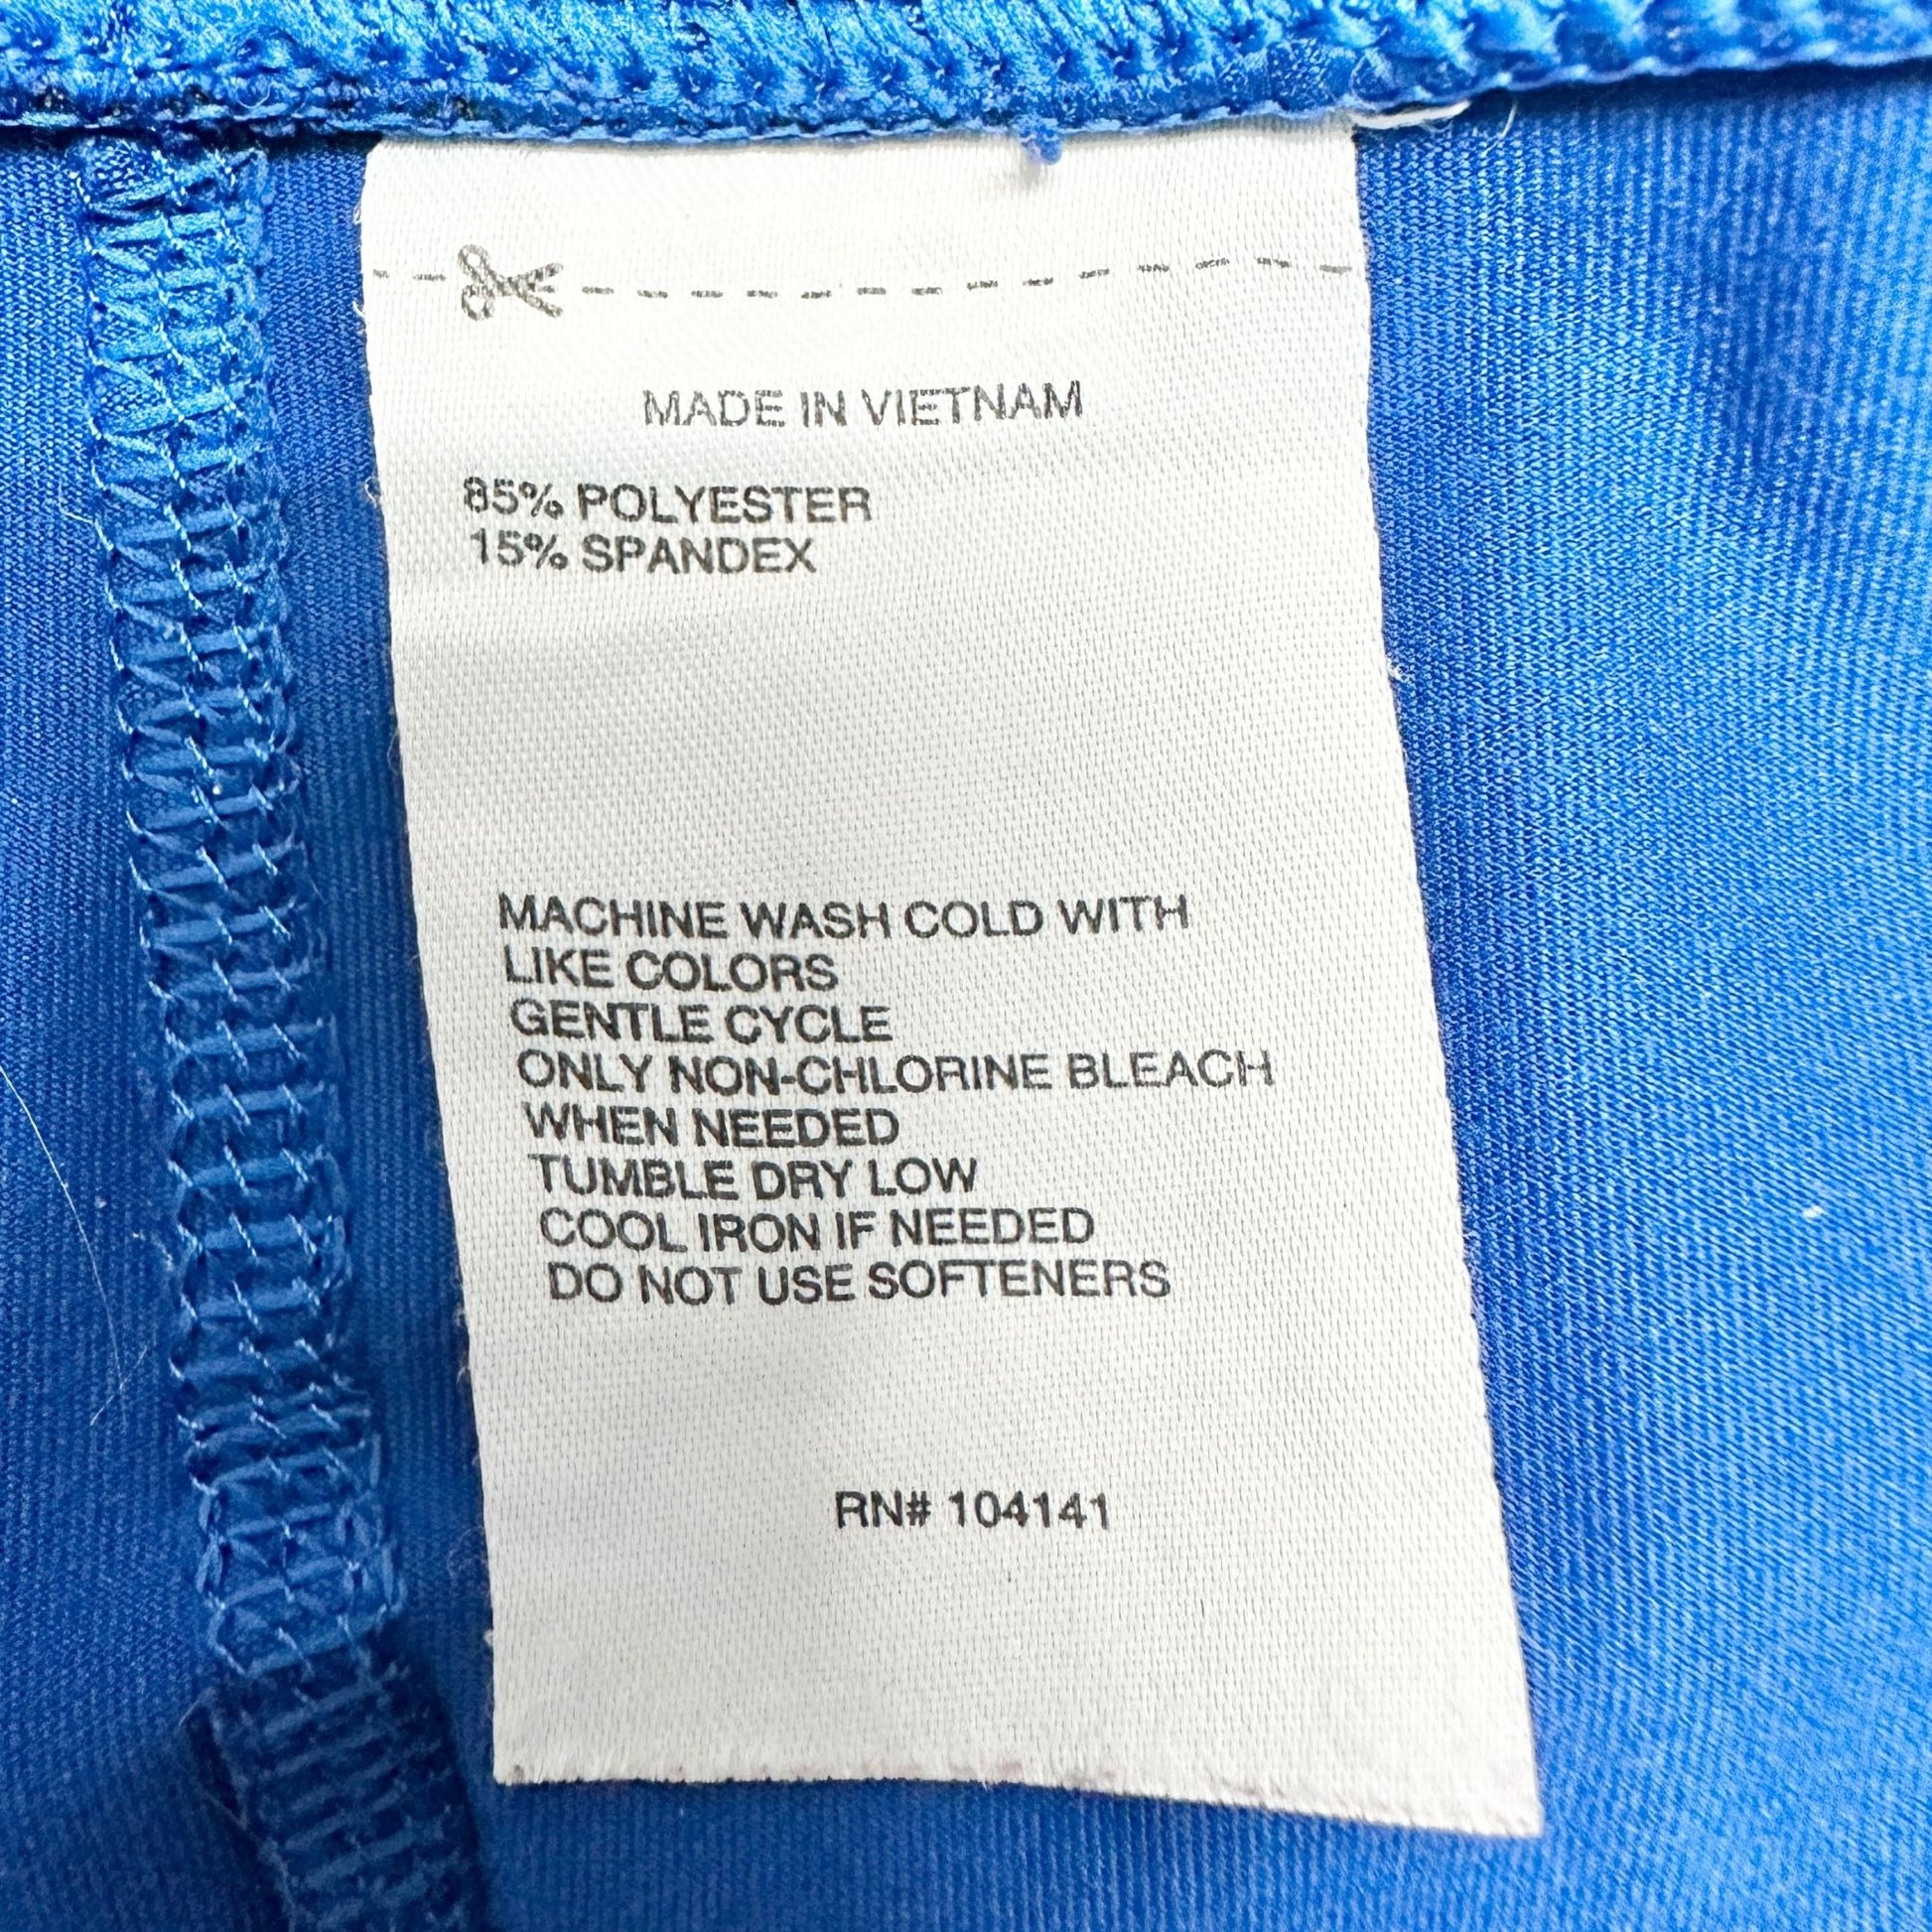 MADE IN VIETNAM
85% POLYESTER
15% SPANDEX
MACHINE WASH COLD WITH
LIKE COLORS
GENTLE CYCLE
ONLY NON-CHLORINE BLEACH
WHEN NEEDED
TUMBLE DRY LOW
COOL IRON IF NEEDED
DO NOT USE SOFTENERS
RN# 104141